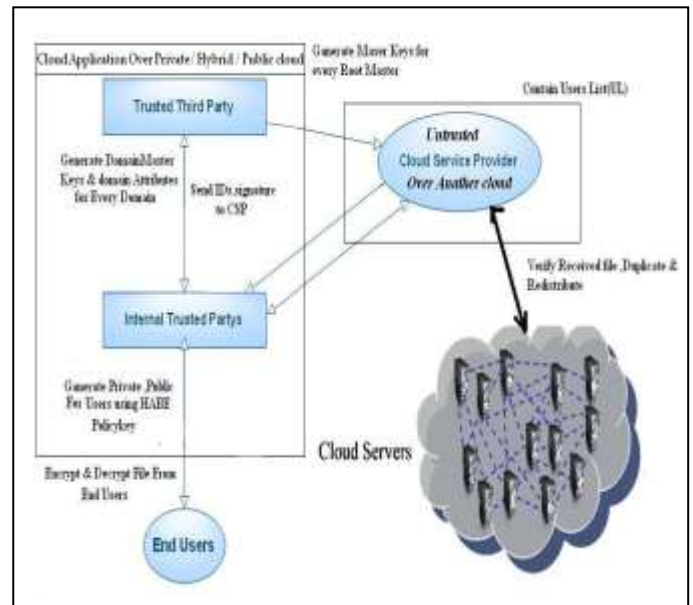 Cloud Application Over Private / Hybrid / Public cloud
Generate Maser Keys for
every Root Master
Trusted Third Party
Contain Users List(UL)
Untrusted
Cloud Service Provider
Over Anather cloud
Generate DomainMaster
Keys & domain Attributes
for Every Domain
Send IDs,signature
to CSP
Verify Received file ,Duplicate &
Redistribute
Internal Trusted Partys
Generate Private ,Public
For Users using HABE
Policykey
Cloud Servers
Encrypt & Decrypt File From
End Users
End Users